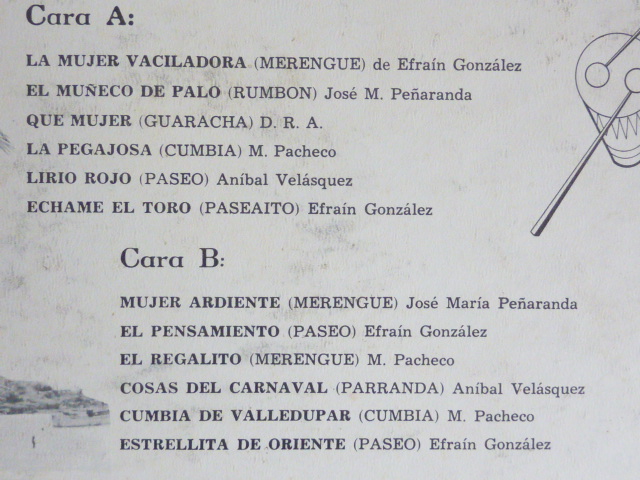 Cara A:
LA MUJER VACILADORA (MERENGUE) de Efraín González
EL MUÑECO DE PALO (RUMBON) José M. Peñaranda
QUE MUJER (GUARACHA) D. R. A.
LA PEGAJOSA (CUMBIA) M. Pacheco
LIRIO ROJO (PASEO) Aníbal Velásquez
ECHAME EL TORO (PASEAITO) Efraín González
Cara B:
MUJER ARDIENTE (MERENGUE) José María Peñaranda
EL PENSAMIENTO (PASEO) Efraín González
EL REGALITO (MERENGUE) M. Pacheco
COSAS DEL CARNAVAL (PARRANDA) Aníbal Velásquez
CUMBIA DE VALLEDUPAR (CUMBIA) M. Pacheco
ESTRELLITA DE ORIENTE (PASEO) Efraín González